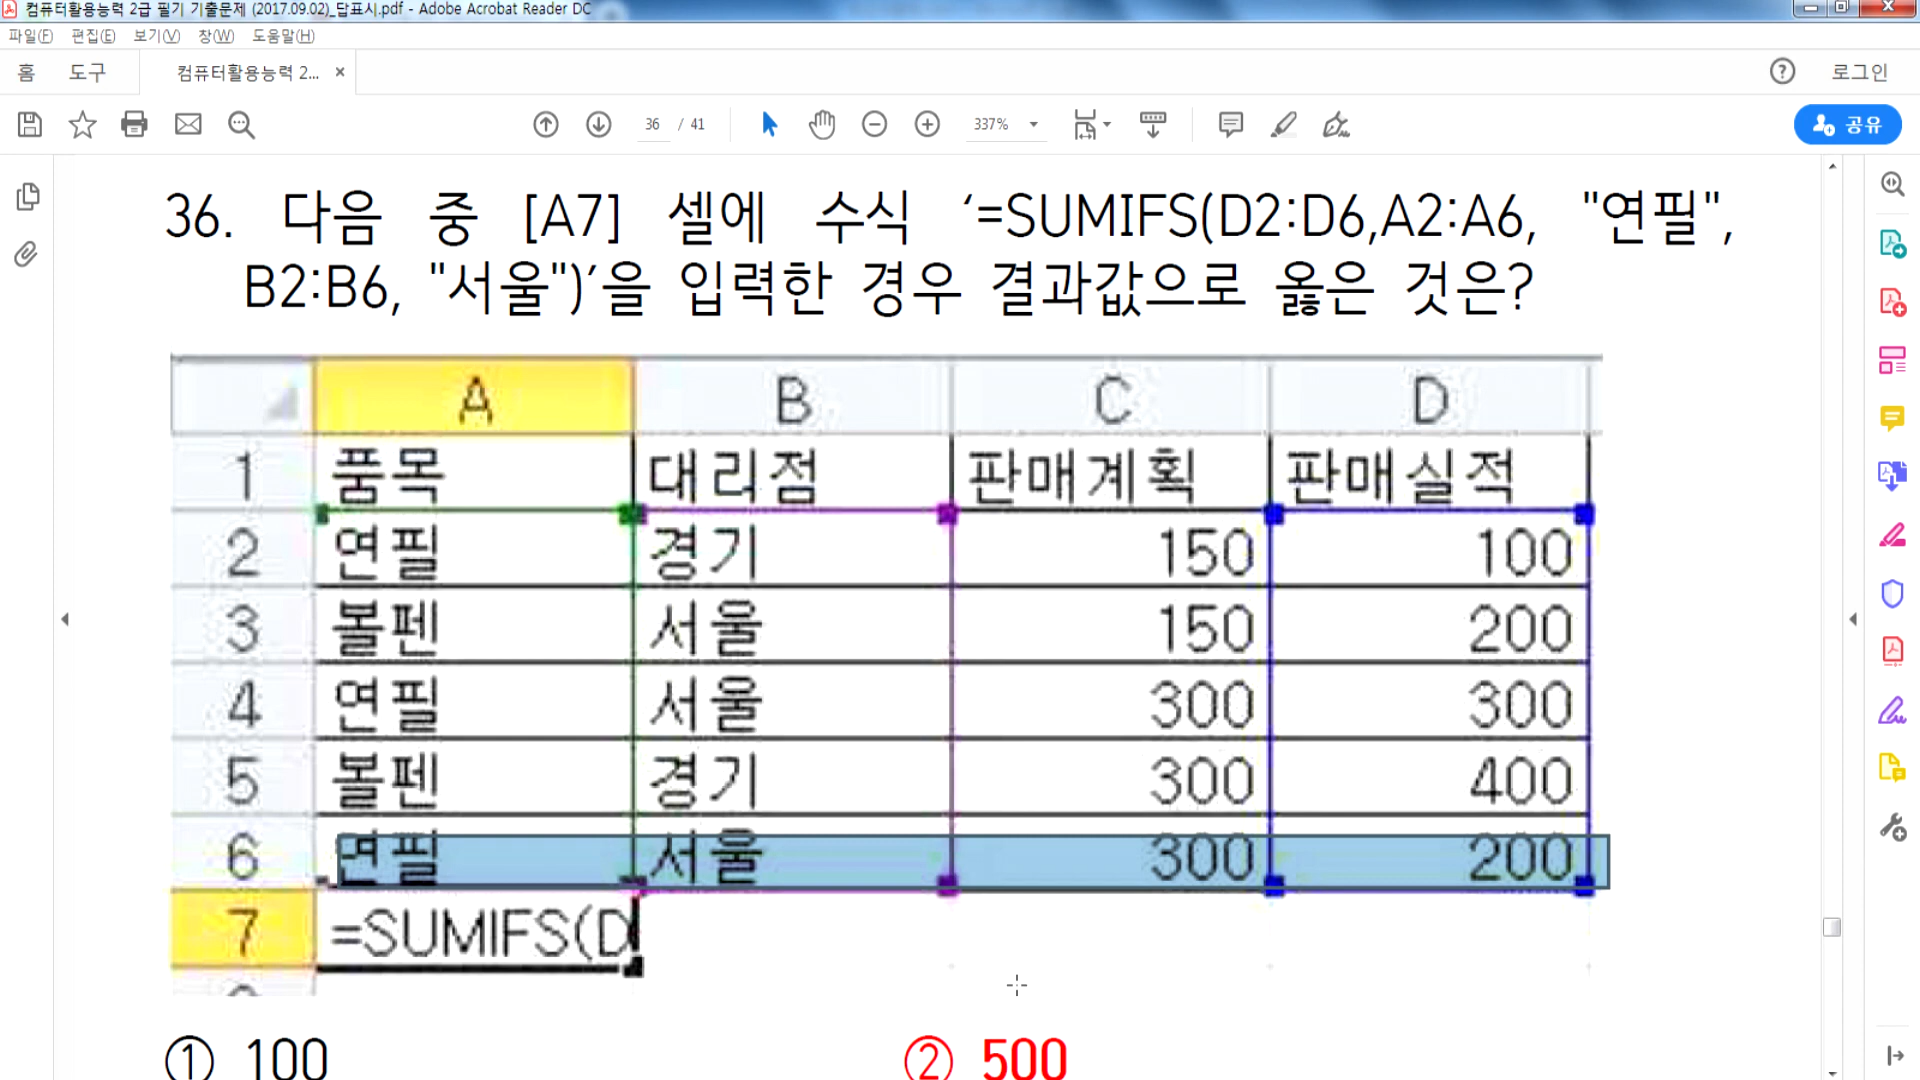 컴퓨터활용능력 2급 필기 기출문제 (2017.09.02)_답표시.pdf - Adobe Acrobat Reader DC
파일(F) 편집(E) 보기(V) 창(W) 도움말(H)
홈 도구 컴퓨터활용능력 2... × 로그인
36 / 41 337% 공유
36. 다음 중 [A7] 셀에 수식 ‘=SUMIFS(D2:D6,A2:A6, "연필",
B2:B6, "서울")’을 입력한 경우 결과값으로 옳은 것은?
A B C D
1 품목 대리점 판매계획 판매실적
2 연필 경기 150 100
3 볼펜 서울 150 200
4 연필 서울 300 300
5 볼펜 경기 300 400
6 연필 서울 300 200
7 =SUMIFS(D
① 100 ② 500